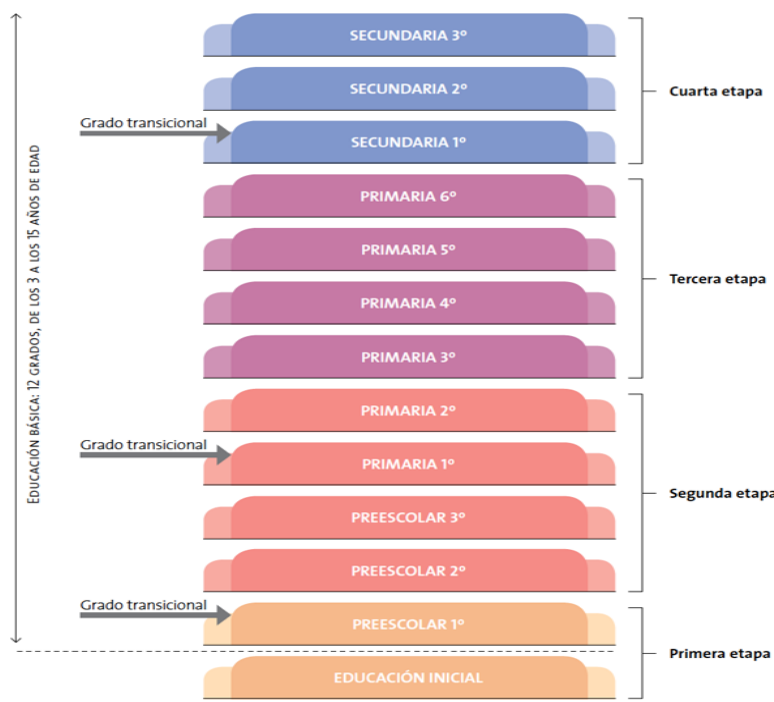 SECUNDARIA 3º
SECUNDARIA 2º
Cuarta etapa
Grado transicional
SECUNDARIA 1º
PRIMARIA 6º
PRIMARIA 5º
Tercera etapa
PRIMARIA 4º
PRIMARIA 3º
PRIMARIA 2º
Grado transicional
PRIMARIA 1º
Segunda etapa
PREESCOLAR 3º
PREESCOLAR 2º
Grado transicional
PREESCOLAR 1º
Primera etapa
EDUCACIÓN INICIAL
EDUCACIÓN BÁSICA: 12 GRADOS, DE LOS 3 A LOS 15 AÑOS DE EDAD